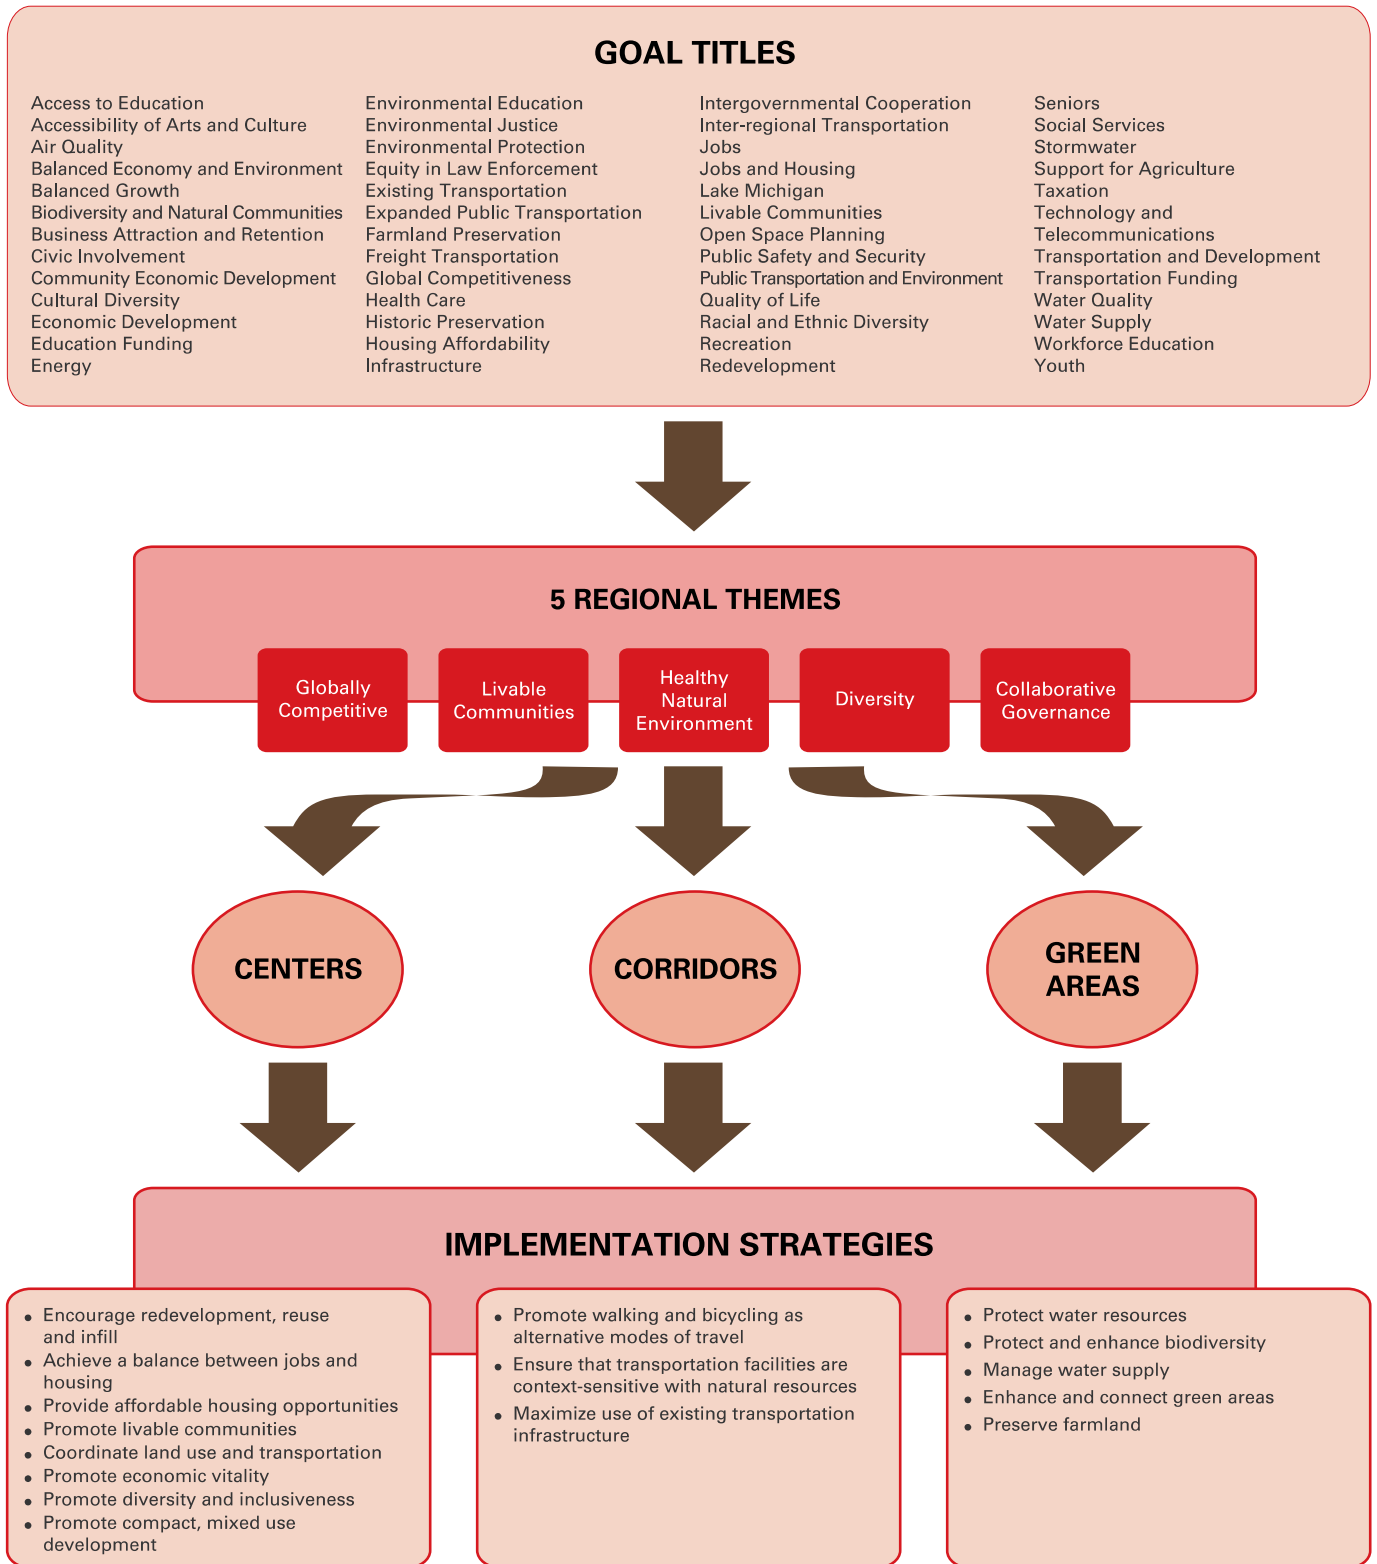 GOAL TITLES
Access to Education
Accessibility of Arts and Culture
Air Quality
Balanced Economy and Environment
Balanced Growth
Biodiversity and Natural Communities
Business Attraction and Retention
Civic Involvement
Community Economic Development
Cultural Diversity
Economic Development
Education Funding
Energy
Environmental Education
Environmental Justice
Environmental Protection
Equity in Law Enforcement
Existing Transportation
Expanded Public Transportation
Farmland Preservation
Freight Transportation
Global Competitiveness
Health Care
Historic Preservation
Housing Affordability
Infrastructure
Intergovernmental Cooperation
Inter-regional Transportation
Jobs
Jobs and Housing
Lake Michigan
Livable Communities
Open Space Planning
Public Safety and Security
Public Transportation and Environment
Quality of Life
Racial and Ethnic Diversity
Recreation
Redevelopment
Seniors
Social Services
Stormwater
Support for Agriculture
Taxation
Technology and
Telecommunications
Transportation and Development
Transportation Funding
Water Quality
Water Supply
Workforce Education
Youth
5 REGIONAL THEMES
Globally
Competitive
Livable
Communities
Healthy
Natural
Environment
Diversity
Collaborative
Governance
CENTERS
CORRIDORS
GREEN
AREAS
IMPLEMENTATION STRATEGIES
• Encourage redevelopment, reuse
and infill
• Achieve a balance between jobs and
housing
• Provide affordable housing opportunities
• Promote livable communities
• Coordinate land use and transportation
• Promote economic vitality
• Promote diversity and inclusiveness
• Promote compact, mixed use
development
• Promote walking and bicycling as
alternative modes of travel
• Ensure that transportation facilities are
context-sensitive with natural resources
• Maximize use of existing transportation
infrastructure
• Protect water resources
• Protect and enhance biodiversity
• Manage water supply
• Enhance and connect green areas
• Preserve farmland